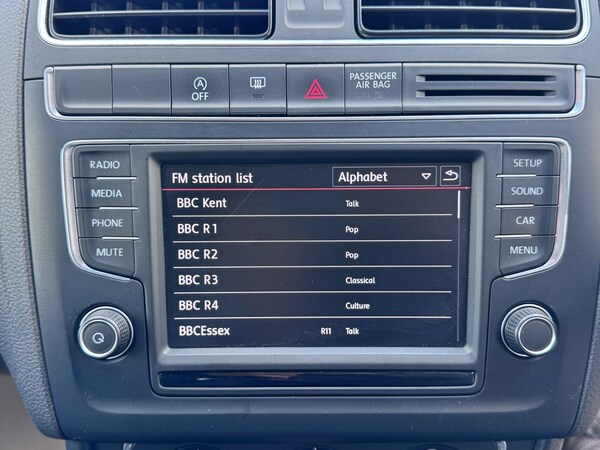 A
OFF
PASSENGER
AIR BAG
RADIO
MEDIA
PHONE
MUTE
SETUP
SOUND
CAR
MENU
FM station list
Alphabet
BBC Kent Talk
BBC R1 Pop
BBC R2 Pop
BBC R3 Classical
BBC R4 Culture
BBCEssex R11 Talk